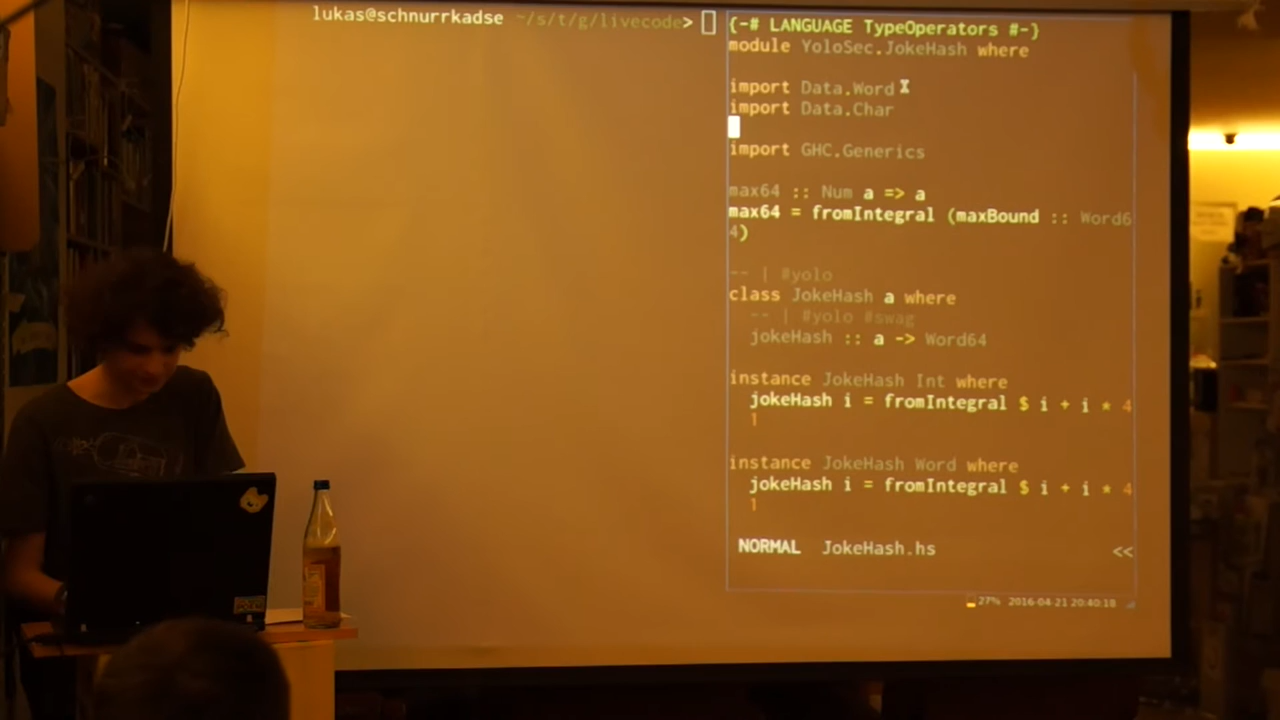 lukas@schnurrkadse ~/s/t/g/livecode>
{-# LANGUAGE TypeOperators #-}
module YoloSec.JokeHash where
import Data.Word
import Data.Char
import GHC.Generics
max64 :: Num a => a
max64 = fromIntegral (maxBound :: Word6
4)
-- | #yolo
class JokeHash a where
-- | #yolo #swag
jokeHash :: a -> Word64
instance JokeHash Int where
jokeHash i = fromIntegral $ i + i * 4
1
instance JokeHash Word where
jokeHash i = fromIntegral $ i + i * 4
1
NORMAL JokeHash.hs <<
27% 2016-04-21 20:40:18